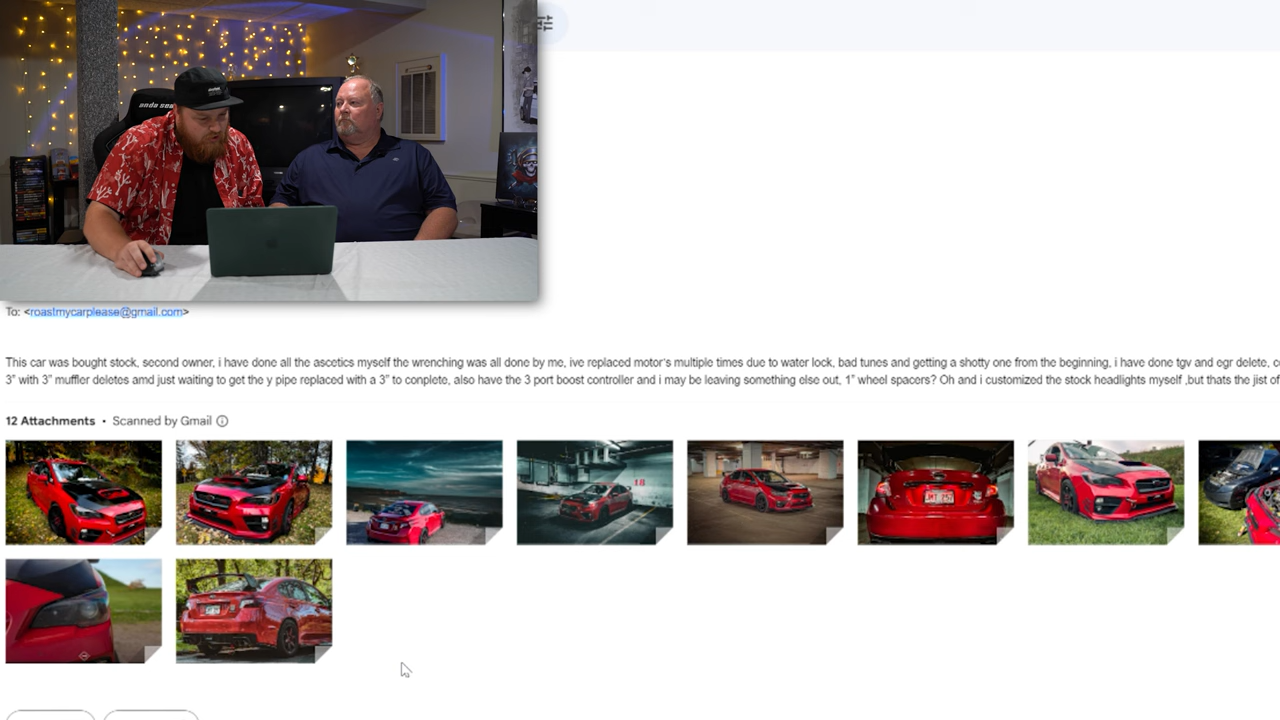 anda sea
To: <roastmycarplease@gmail.com>
This car was bought stock, second owner, i have done all the ascetics myself the wrenching was all done by me, ive replaced motor's multiple times due to water lock, bad tunes and getting a shotty one from the beginning, i have done tgv and egr delete,
3" with 3" muffler deletes amd just waiting to get the y pipe replaced with a 3" to conplete, also have the 3 port boost controller and i may be leaving something else out, 1" wheel spacers? Oh and i customized the stock headlights myself ,but thats the jist of
12 Attachments • Scanned by Gmail
18